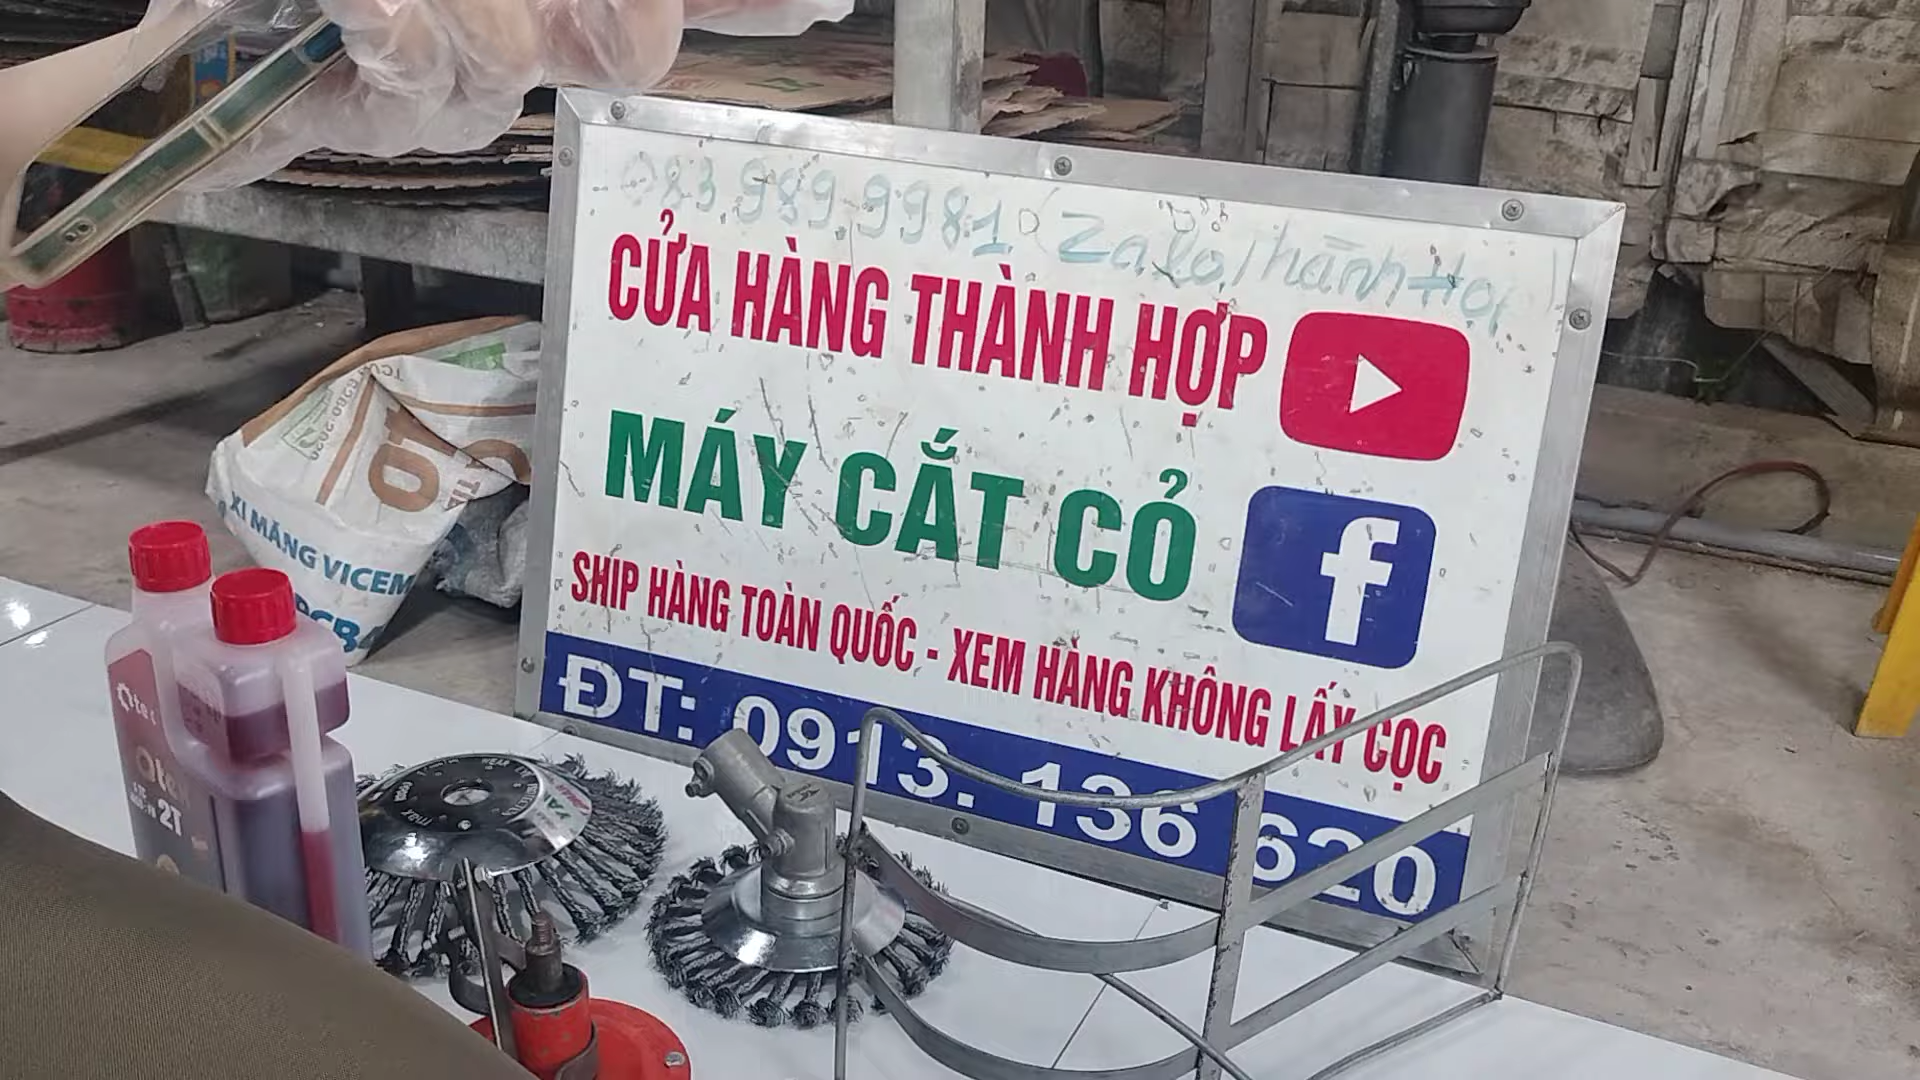 083 989 9981 (Zalo Thành Hợp)
CỬA HÀNG THÀNH HỢP
MÁY CẮT CỎ
SHIP HÀNG TOÀN QUỐC - XEM HÀNG KHÔNG LẤY CỌC
ĐT: 0913. 136 620
XI MĂNG VICEM
2T